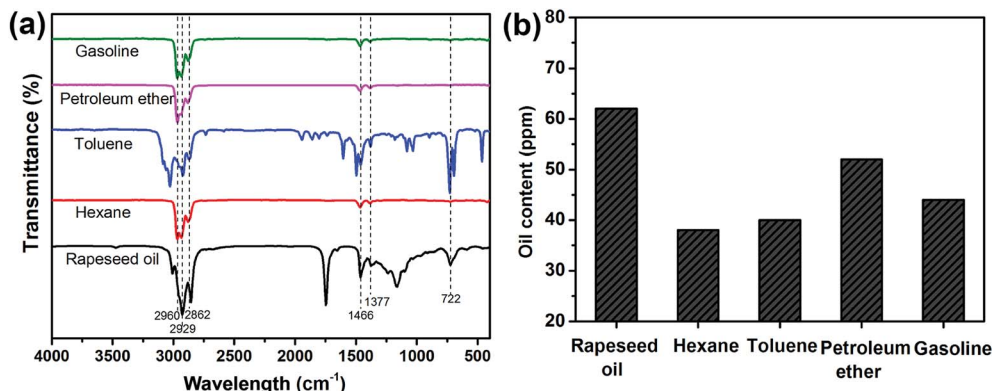 (a)
Transmittance (%)
Gasoline
Petroleum ether
Toluene
Hexane
Rapeseed oil
2960
2862
2929
1466
1377
722
4000 3500 3000 2500 2000 1500 1000 500
Wavelength (cm⁻¹)
(b)
Oil content (ppm)
80
70
60
50
40
30
20
Rapeseed oil
Hexane
Toluene
Petroleum ether
Gasoline